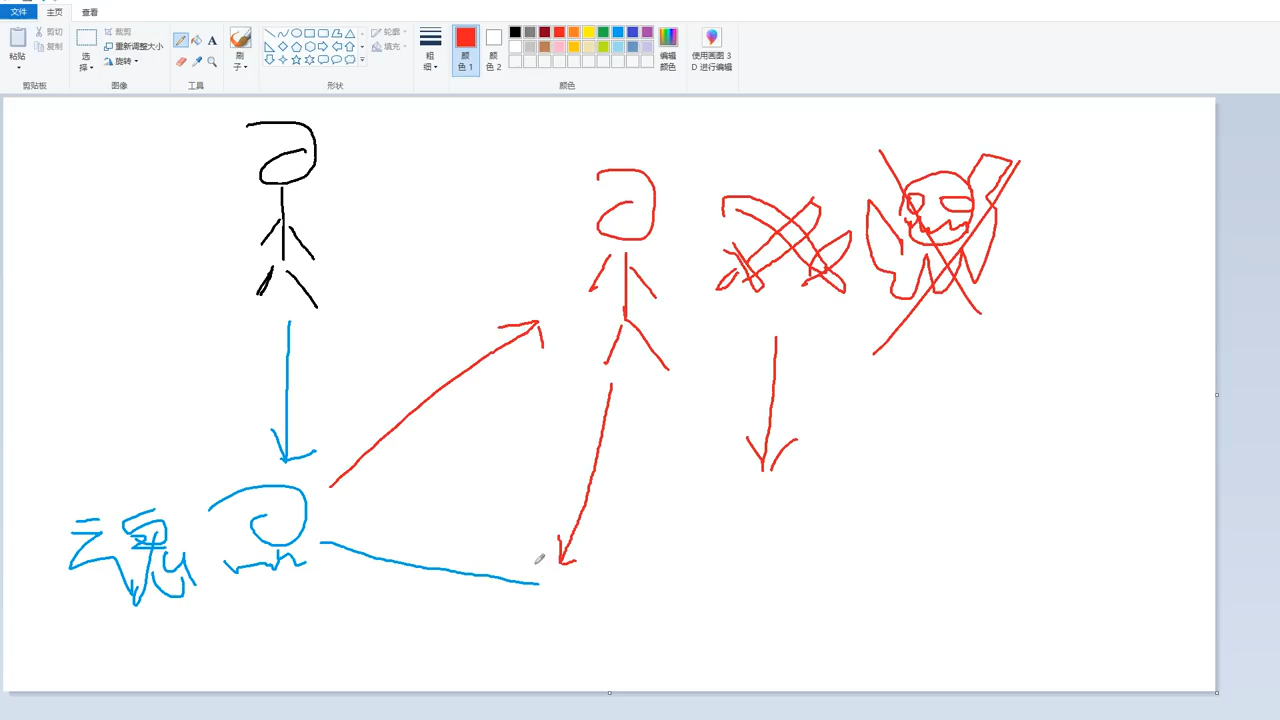 文件 主页 查看
粘贴 剪切 复制 选择 裁剪 重新调整大小 旋转 A 刷子 轮廓 填充 粗细 颜色 1 颜色 2 编辑颜色 使用画图 3D 进行编辑
剪贴板 图像 工具 形状 颜色
魂